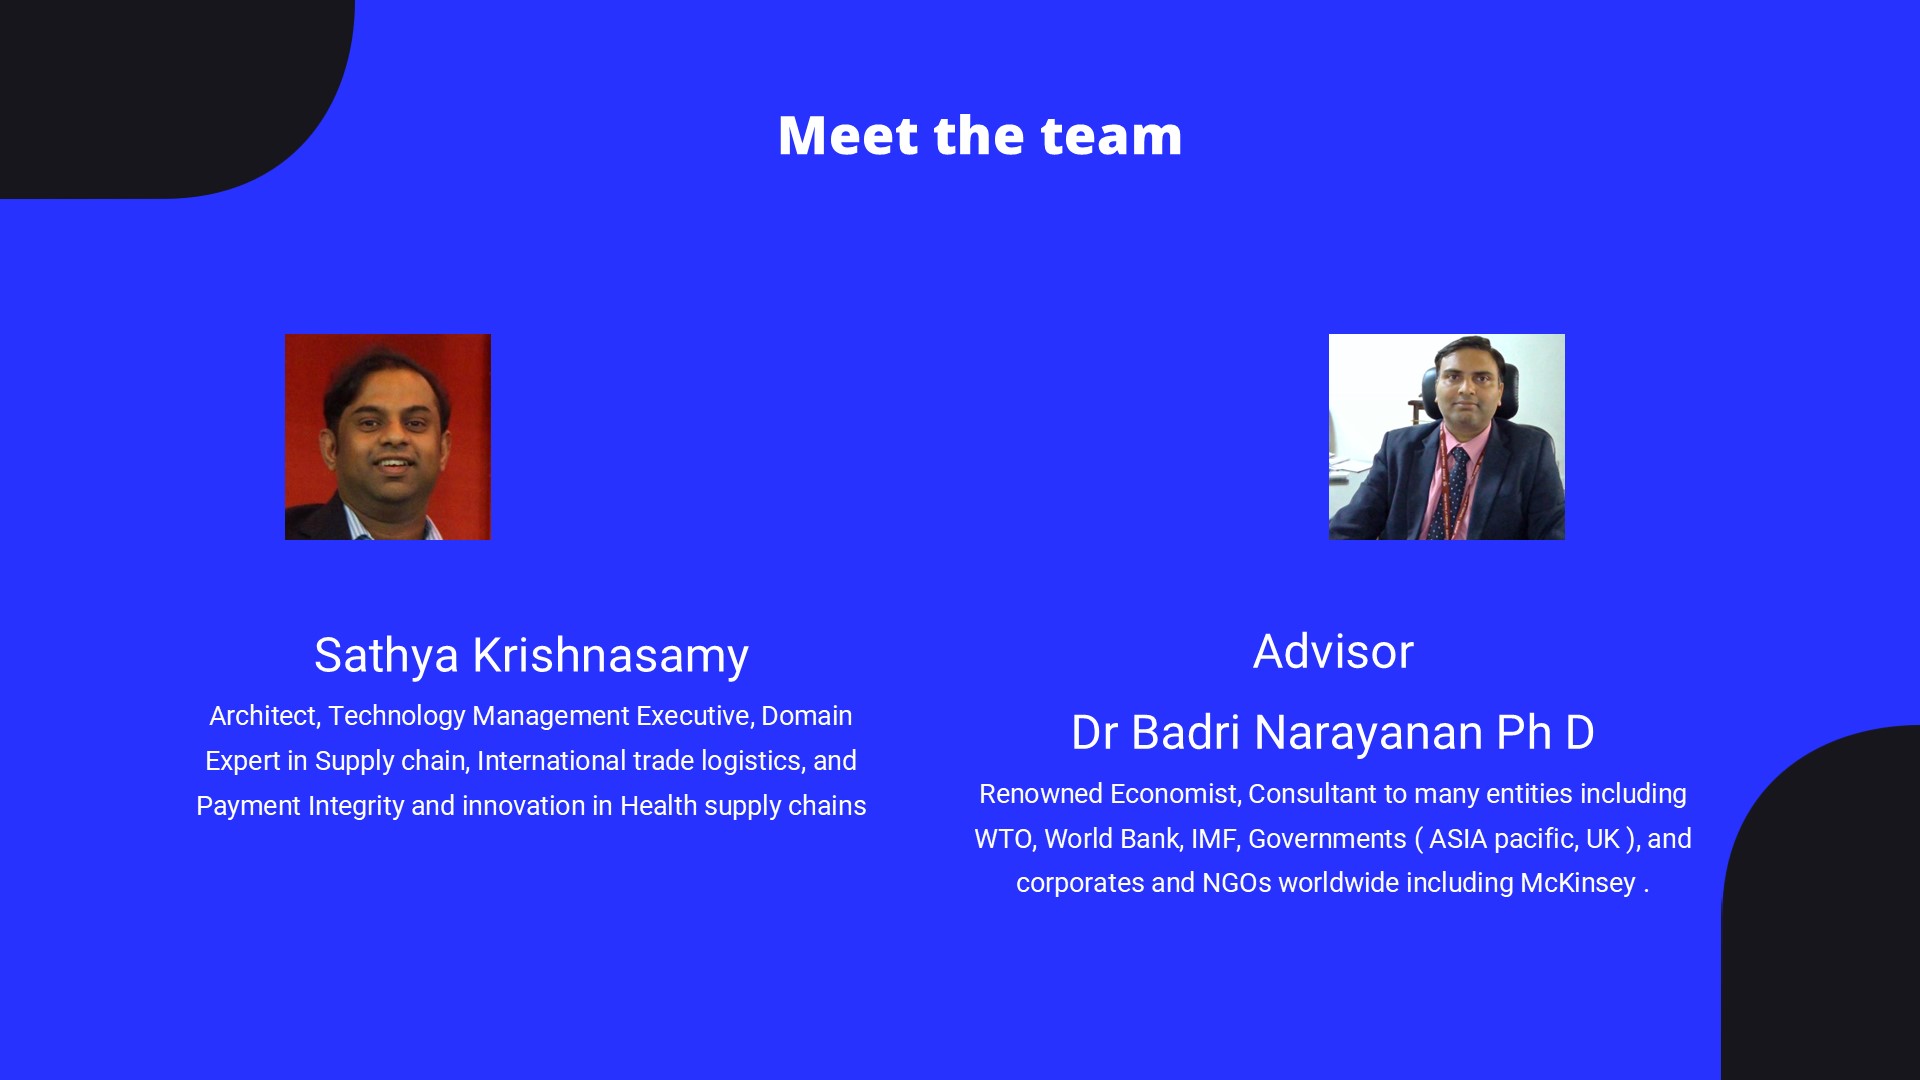 Meet the team
Sathya Krishnasamy
Architect, Technology Management Executive, Domain
Expert in Supply chain, International trade logistics, and
Payment Integrity and innovation in Health supply chains
Advisor
Dr Badri Narayanan Ph D
Renowned Economist, Consultant to many entities including
WTO, World Bank, IMF, Governments ( ASIA pacific, UK ), and
corporates and NGOs worldwide including McKinsey .